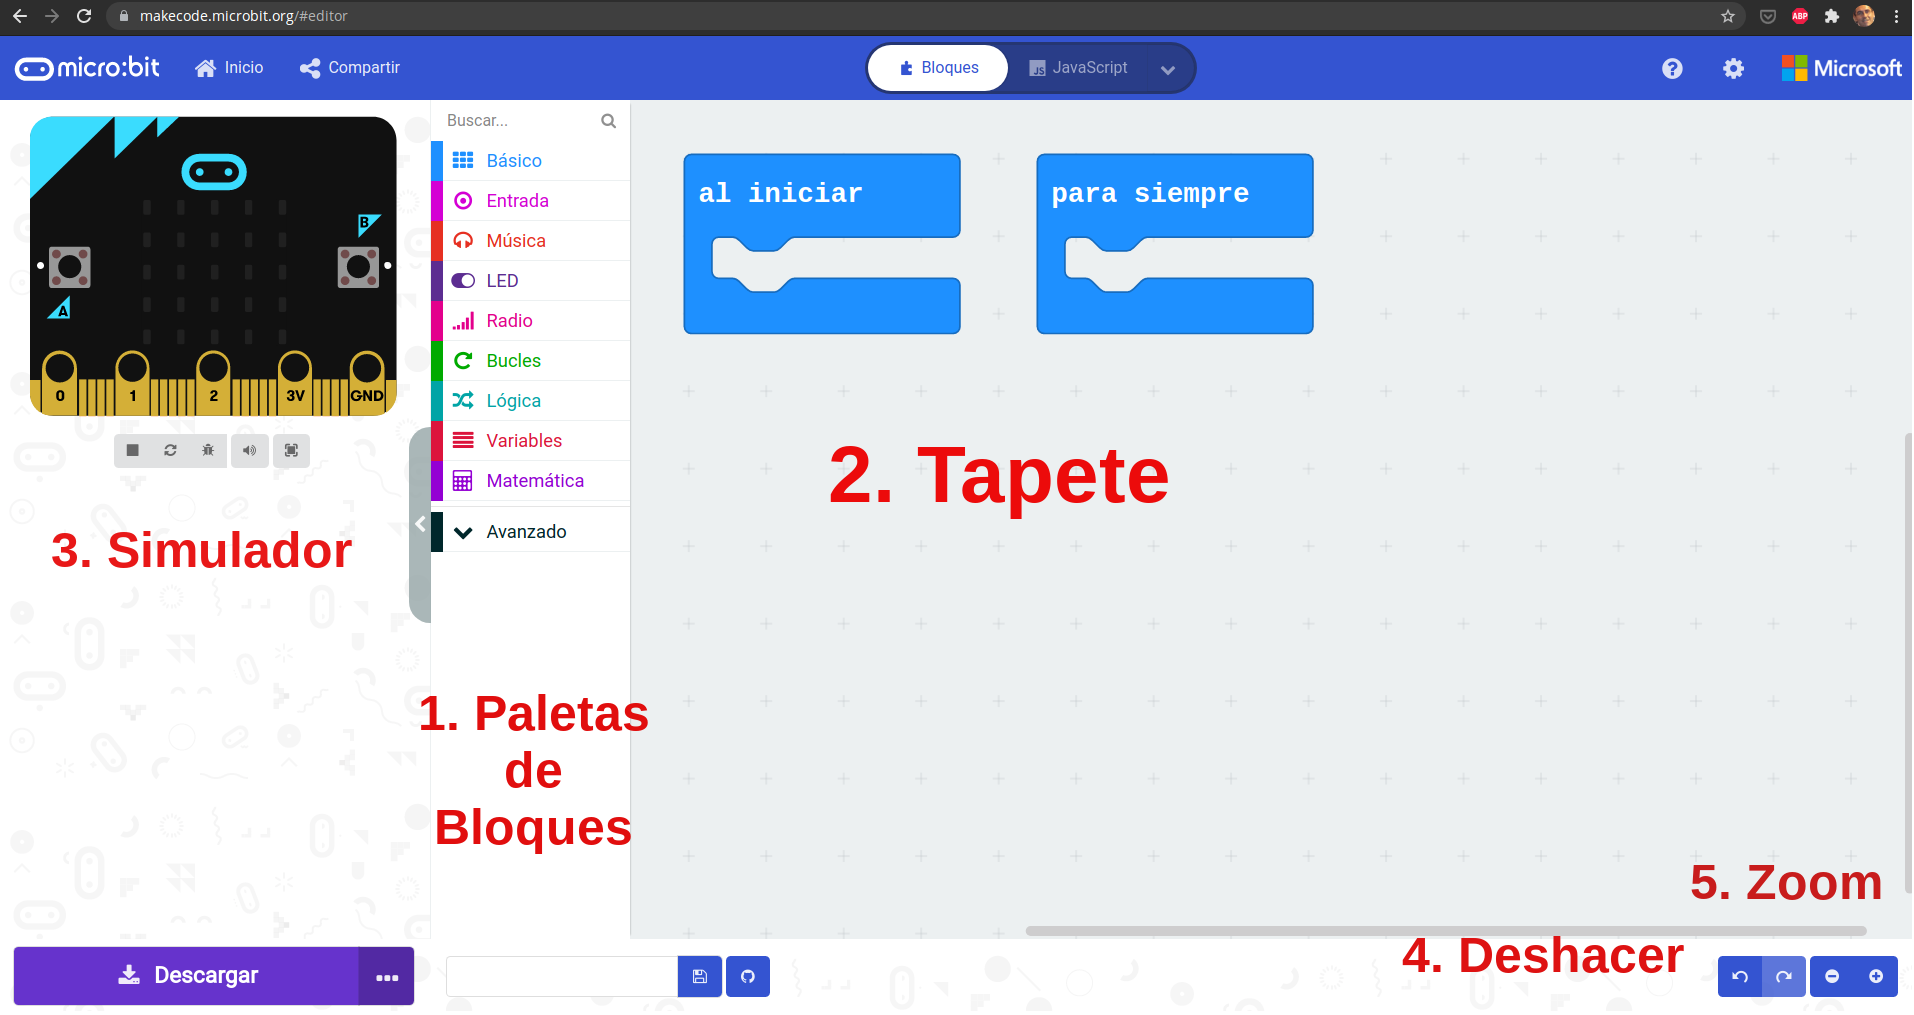 makecode.microbit.org/#editor
ABP
micro:bit
Inicio
Compartir
Bloques
JS
JavaScript
?
Microsoft
B
A
0
1
2
3V
GND
Buscar...
Básico
Entrada
Música
LED
Radio
Bucles
Lógica
Variables
Matemática
Avanzado
al iniciar
para siempre
2. Tapete
3. Simulador
1. Paletas
de
Bloques
5. Zoom
4. Deshacer
Descargar